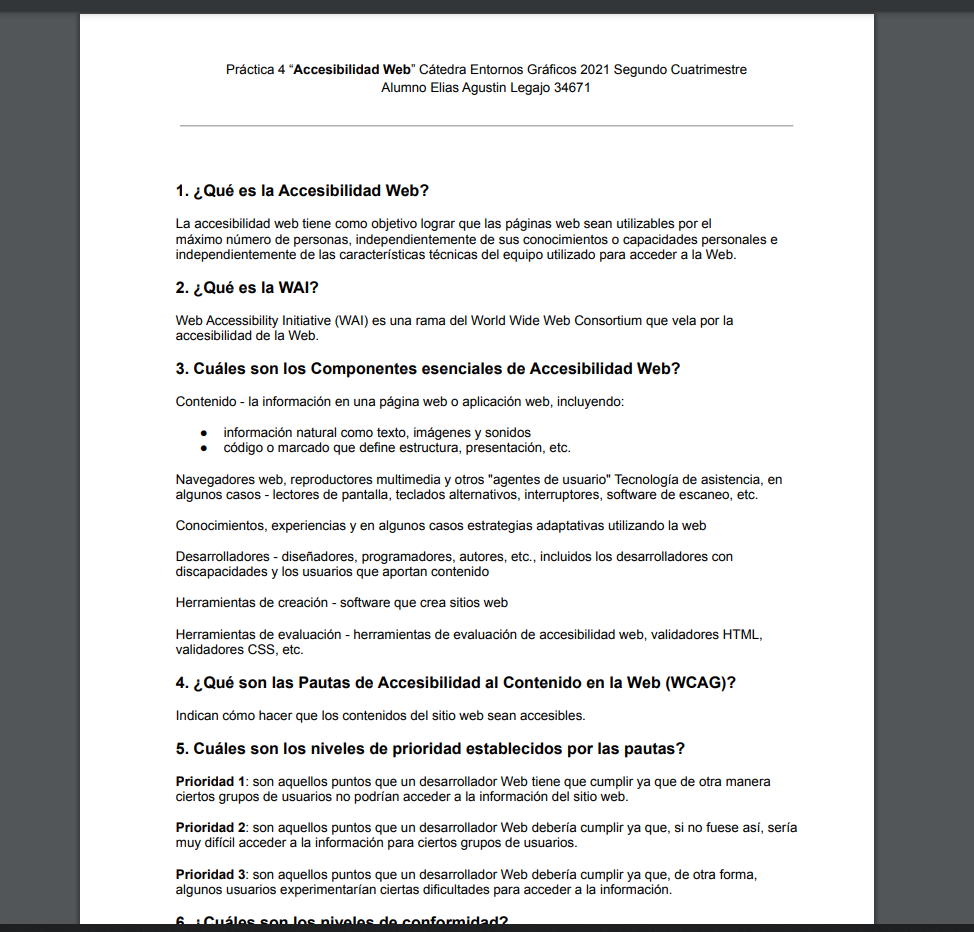 Práctica 4 “Accesibilidad Web” Cátedra Entornos Gráficos 2021 Segundo Cuatrimestre
Alumno Elias Agustin Legajo 34671
1. ¿Qué es la Accesibilidad Web?
La accesibilidad web tiene como objetivo lograr que las páginas web sean utilizables por el
máximo número de personas, independientemente de sus conocimientos o capacidades personales e
independientemente de las características técnicas del equipo utilizado para acceder a la Web.
2. ¿Qué es la WAI?
Web Accessibility Initiative (WAI) es una rama del World Wide Web Consortium que vela por la
accesibilidad de la Web.
3. Cuáles son los Componentes esenciales de Accesibilidad Web?
Contenido - la información en una página web o aplicación web, incluyendo:
● información natural como texto, imágenes y sonidos
● código o marcado que define estructura, presentación, etc.
Navegadores web, reproductores multimedia y otros "agentes de usuario" Tecnología de asistencia, en
algunos casos - lectores de pantalla, teclados alternativos, interruptores, software de escaneo, etc.
Conocimientos, experiencias y en algunos casos estrategias adaptativas utilizando la web
Desarrolladores - diseñadores, programadores, autores, etc., incluidos los desarrolladores con
discapacidades y los usuarios que aportan contenido
Herramientas de creación - software que crea sitios web
Herramientas de evaluación - herramientas de evaluación de accesibilidad web, validadores HTML,
validadores CSS, etc.
4. ¿Qué son las Pautas de Accesibilidad al Contenido en la Web (WCAG)?
Indican cómo hacer que los contenidos del sitio web sean accesibles.
5. Cuáles son los niveles de prioridad establecidos por las pautas?
Prioridad 1: son aquellos puntos que un desarrollador Web tiene que cumplir ya que de otra manera
ciertos grupos de usuarios no podrían acceder a la información del sitio web.
Prioridad 2: son aquellos puntos que un desarrollador Web debería cumplir ya que, si no fuese así, sería
muy difícil acceder a la información para ciertos grupos de usuarios.
Prioridad 3: son aquellos puntos que un desarrollador Web debería cumplir ya que, de otra forma,
algunos usuarios experimentarían ciertas dificultades para acceder a la información.
6. ¿Cuáles son los niveles de conformidad?